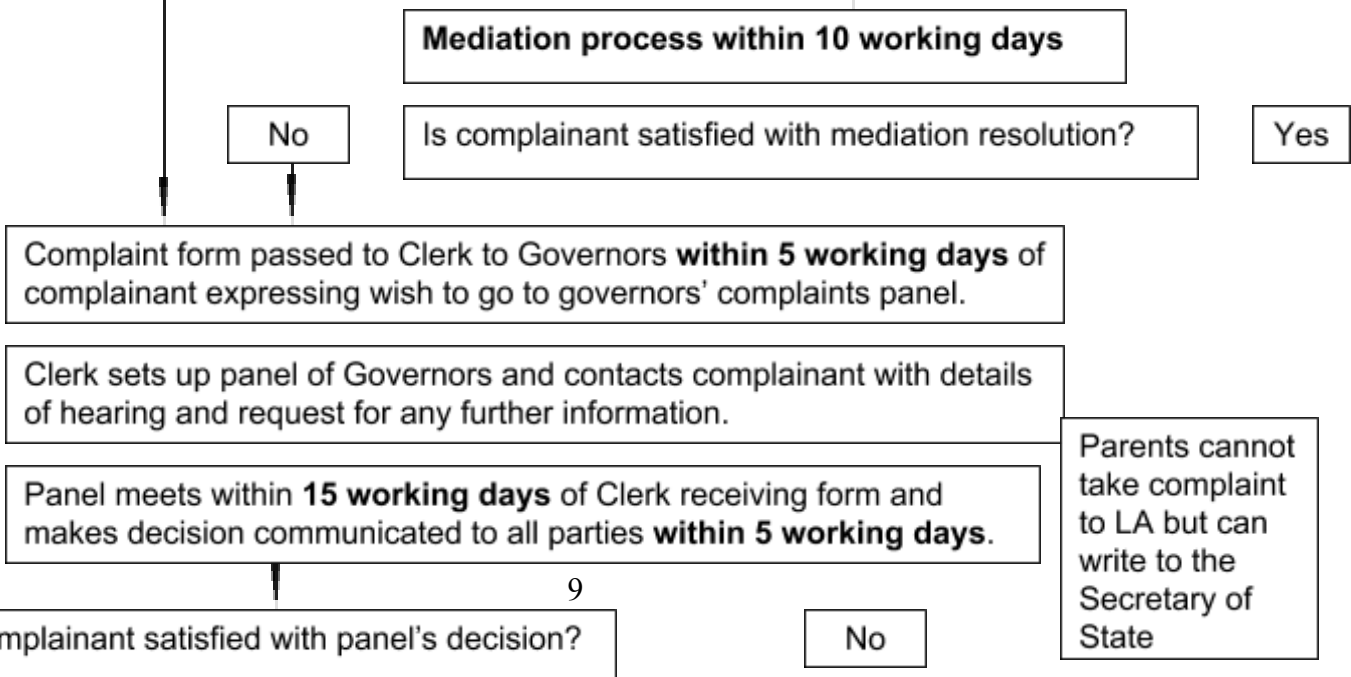 Mediation process within 10 working days
No
Is complainant satisfied with mediation resolution?
Yes
Complaint form passed to Clerk to Governors within 5 working days of
complainant expressing wish to go to governors' complaints panel.
Clerk sets up panel of Governors and contacts complainant with details
of hearing and request for any further information.
Panel meets within 15 working days of Clerk receiving form and
makes decision communicated to all parties within 5 working days.
Parents cannot
take complaint
to LA but can
write to the
Secretary of
State
9
mplainant satisfied with panel's decision?
No